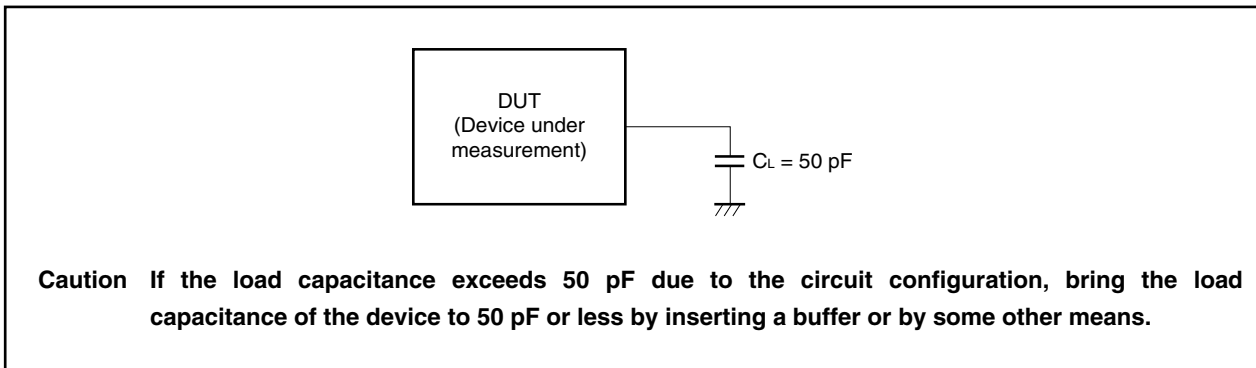 DUT
(Device under
measurement)
CL = 50 pF
Caution If the load capacitance exceeds 50 pF due to the circuit configuration, bring the load
capacitance of the device to 50 pF or less by inserting a buffer or by some other means.